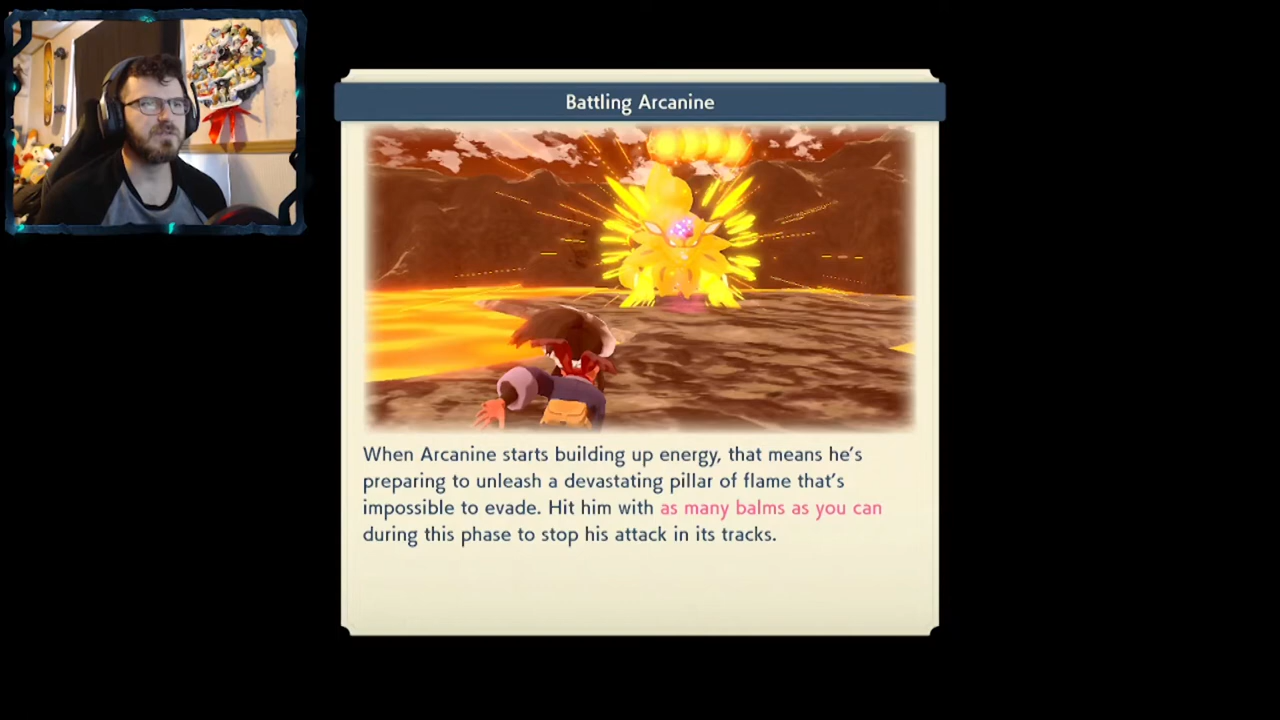 Battling Arcanine
When Arcanine starts building up energy, that means he's
preparing to unleash a devastating pillar of flame that's
impossible to evade. Hit him with as many balms as you can
during this phase to stop his attack in its tracks.